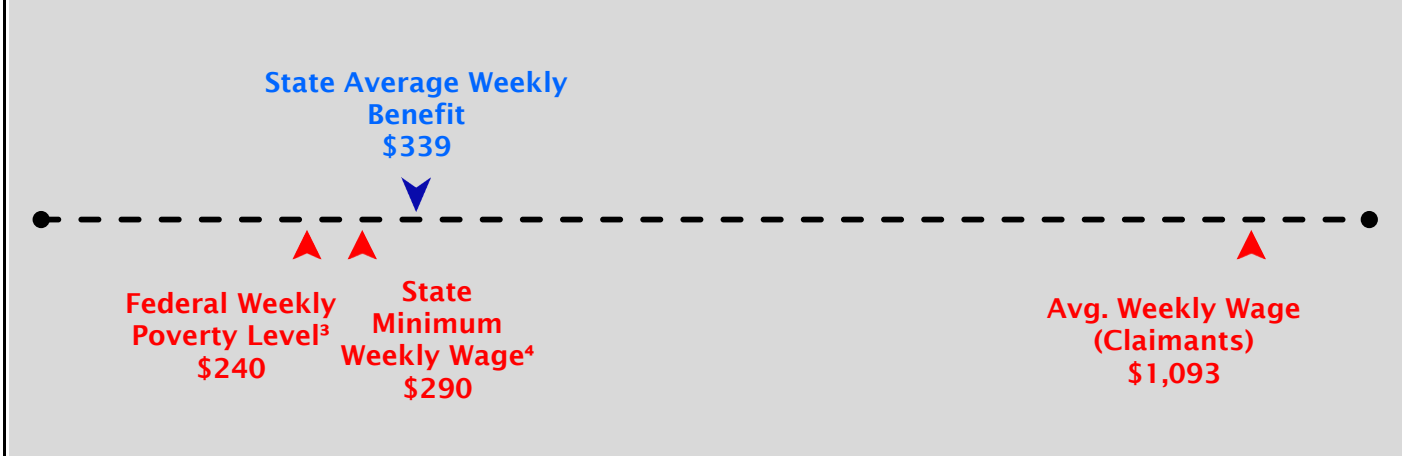 State Average Weekly
Benefit
$339
Federal Weekly
Poverty Level³
$240
State
Minimum
Weekly Wage⁴
$290
Avg. Weekly Wage
(Claimants)
$1,093